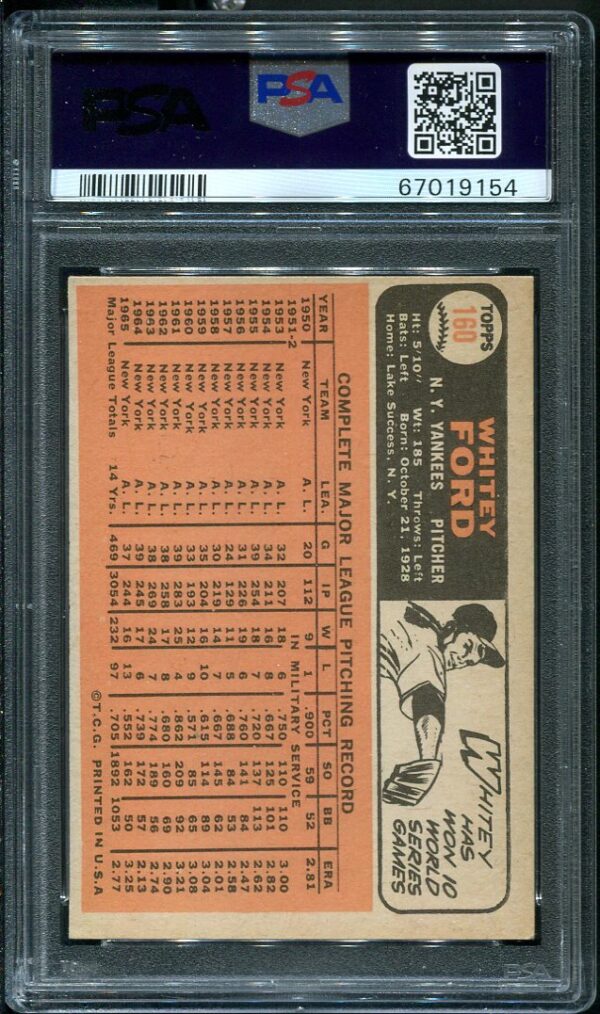 PSA
PSA
67019154
TOPPS
160
WHITEY
FORD
N. Y. YANKEES PITCHER
Ht: 5'10" Wt: 185 Throws: Left
Bats: Left Born: October 21, 1928
Home: Lake Success, N. Y.
WHITEY
HAS
WON 10
WORLD
SERIES
GAMES
COMPLETE MAJOR LEAGUE PITCHING RECORD
YEAR TEAM LEA. G IP W L PCT SO BB ERA
1950 New York A. L. 20 112 9 1 .900 59 52 2.81
1951-2 IN MILITARY SERVICE
1953 New York A. L. 32 207 18 6 .750 110 110 3.00
1954 New York A. L. 34 211 16 8 .667 125 101 2.82
1955 New York A. L. 39 254 18 7 .720 137 113 2.62
1956 New York A. L. 31 226 19 6 .760 141 84 2.47
1957 New York A. L. 24 129 11 5 .688 84 53 2.58
1958 New York A. L. 30 219 14 7 .667 145 62 2.01
1959 New York A. L. 35 204 16 10 .615 114 89 3.04
1960 New York A. L. 33 193 12 9 .571 85 65 3.08
1961 New York A. L. 39 283 25 4 .862 209 92 3.21
1962 New York A. L. 38 258 17 8 .680 160 69 2.90
1963 New York A. L. 38 269 24 7 .774 189 56 2.74
1964 New York A. L. 39 245 17 6 .739 172 57 2.13
1965 New York A. L. 37 244 16 13 .552 162 50 3.25
Major League Totals 14 Yrs. 469 3054 232 97 .705 1892 1053 2.77
©T.C.G. PRINTED IN U.S.A